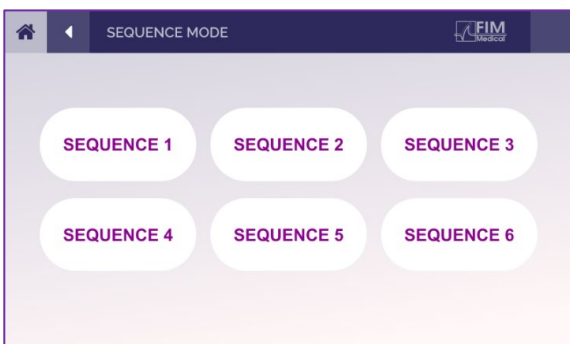 SEQUENCE MODE
FIM
Medical
SEQUENCE 1 SEQUENCE 2 SEQUENCE 3
SEQUENCE 4 SEQUENCE 5 SEQUENCE 6